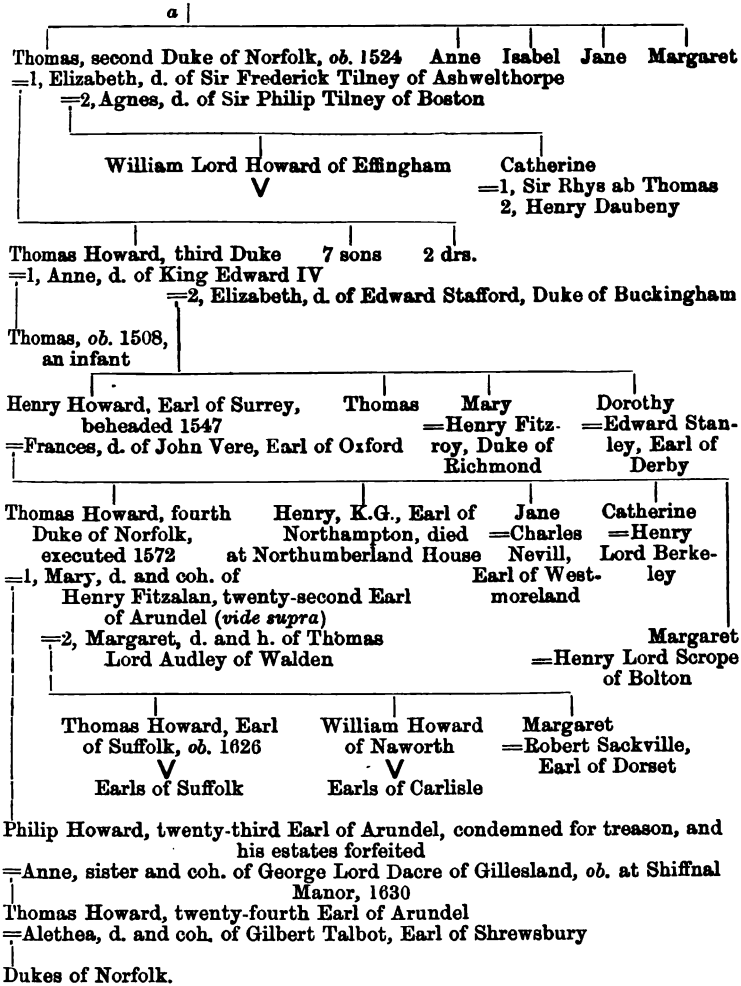 a
Thomas, second Duke of Norfolk, ob. 1524 Anne Isabel Jane Margaret
=1, Elizabeth, d. of Sir Frederick Tilney of Ashwelthorpe
=2, Agnes, d. of Sir Philip Tilney of Boston
William Lord Howard of Effingham
Catherine
=1, Sir Rhys ab Thomas
2, Henry Daubeny
Thomas Howard, third Duke 7 sons 2 drs.
=1, Anne, d. of King Edward IV
=2, Elizabeth, d. of Edward Stafford, Duke of Buckingham
Thomas, ob. 1508,
an infant
Henry Howard, Earl of Surrey,
beheaded 1547
=Frances, d. of John Vere, Earl of Oxford
Thomas
Mary
=Henry Fitz-
roy, Duke of
Richmond
Dorothy
=Edward Stan-
ley, Earl of
Derby
Thomas Howard, fourth
Duke of Norfolk,
executed 1572
=1, Mary, d. and coh. of
Henry Fitzalan, twenty-second Earl
of Arundel (vide supra)
=2, Margaret, d. and h. of Thomas
Lord Audley of Walden
Henry, K.G., Earl of
Northampton, died
at Northumberland House
Jane
=Charles
Nevill,
Earl of West-
moreland
Catherine
=Henry
Lord Berke-
ley
Margaret
=Henry Lord Scrope
of Bolton
Thomas Howard, Earl
of Suffolk, ob. 1626
Earls of Suffolk
William Howard
of Naworth
Earls of Carlisle
Margaret
=Robert Sackville,
Earl of Dorset
Philip Howard, twenty-third Earl of Arundel, condemned for treason, and
his estates forfeited
=Anne, sister and coh. of George Lord Dacre of Gillesland, ob. at Shiffnal
Manor, 1630
Thomas Howard, twenty-fourth Earl of Arundel
=Alethea, d. and coh. of Gilbert Talbot, Earl of Shrewsbury
Dukes of Norfolk.